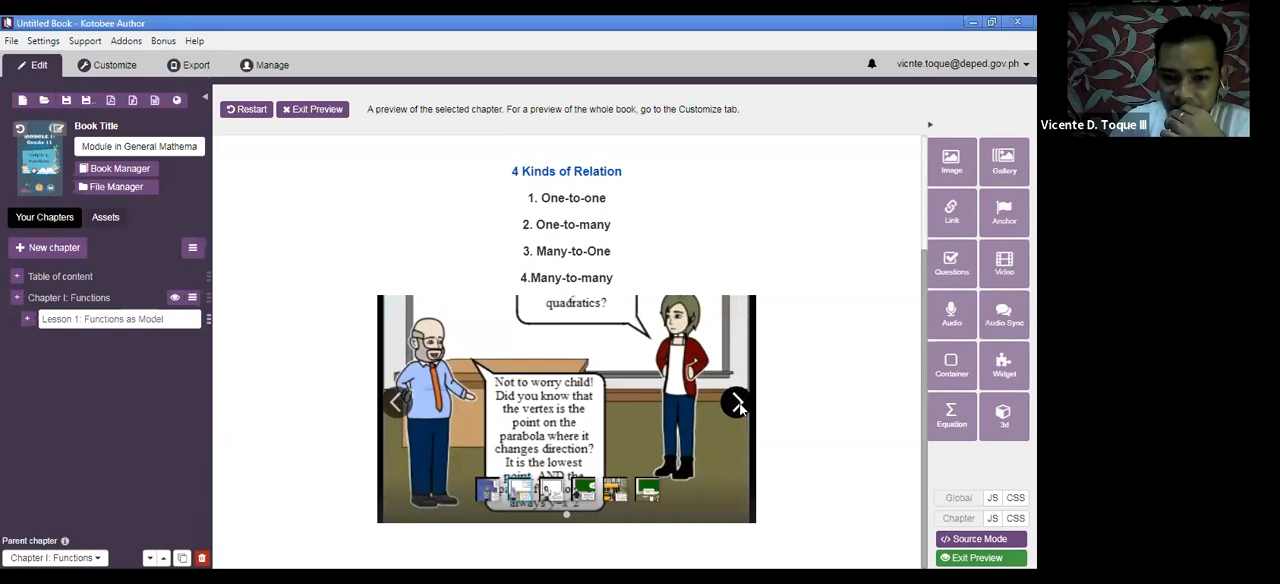 Untitled Book - Kotobee Author
File Settings Support Addons Bonus Help
Edit Customize Export Manage
vicnte.toque@deped.gov.ph
Restart Exit Preview A preview of the selected chapter. For a preview of the whole book, go to the Customize tab.
Book Title
Module in General Mathema
Book Manager
File Manager
Your Chapters Assets
New chapter
Table of content
Chapter I: Functions
Lesson 1: Functions as Model
Parent chapter
Chapter I: Functions
4 Kinds of Relation
1. One-to-one
2. One-to-many
3. Many-to-One
4.Many-to-many
quadratics?
Not to worry child!
Did you know that
the vertex is the
point on the
parabola where it
changes direction?
It is the lowest
point, AND the
Image Gallery
Link Anchor
Questions Video
Audio Audio Sync
Container Widget
Equation 3d
Global JS CSS
Chapter JS CSS
Source Mode
Exit Preview
Vicente D. Toque III